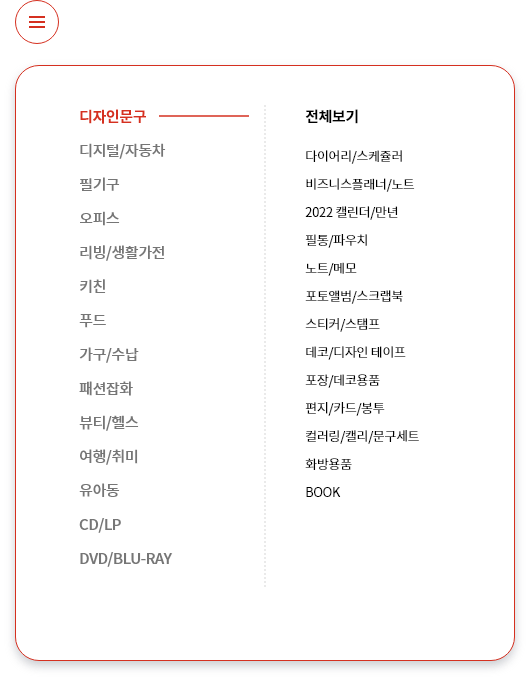 디자인문구
디지털/자동차
필기구
오피스
리빙/생활가전
키친
푸드
가구/수납
패션잡화
뷰티/헬스
여행/취미
유아동
CD/LP
DVD/BLU-RAY
전체보기
다이어리/스케쥴러
비즈니스플래너/노트
2022 캘린더/만년
필통/파우치
노트/메모
포토앨범/스크랩북
스티커/스탬프
데코/디자인 테이프
포장/데코용품
편지/카드/봉투
컬러링/캘리/문구세트
화방용품
BOOK